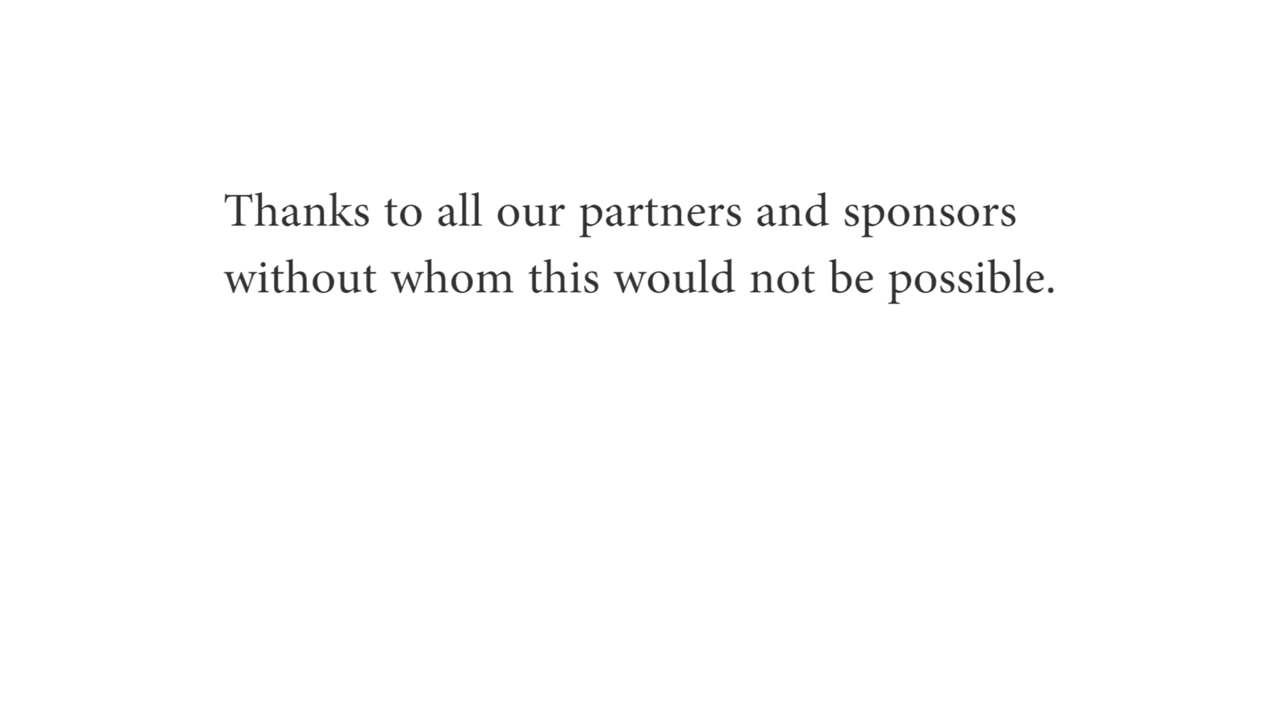 Thanks to all our partners and sponsors
without whom this would not be possible.